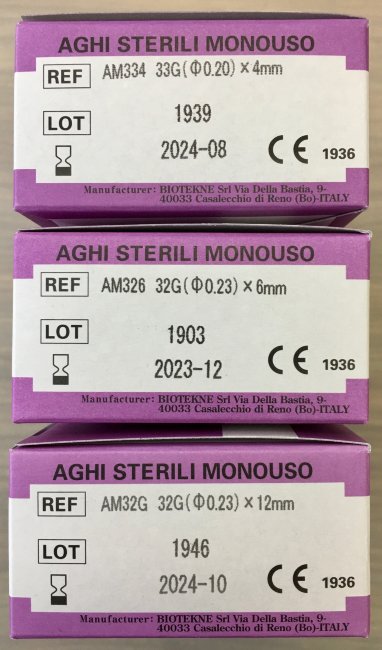 AGHI STERILI MONOUSO
REF AM334 33G(Φ0.20)×4mm
LOT 1939
2024-08 CE 1936
Manufacturer: BIOTEKNE Srl Via Della Bastia, 9-
40033 Casalecchio di Reno (Bo)-ITALY
AGHI STERILI MONOUSO
REF AM326 32G(Φ0.23)×6mm
LOT 1903
2023-12 CE 1936
Manufacturer: BIOTEKNE Srl Via Della Bastia, 9-
40033 Casalecchio di Reno (Bo)-ITALY
AGHI STERILI MONOUSO
REF AM32G 32G(Φ0.23)×12mm
LOT 1946
2024-10 CE 1936
Manufacturer: BIOTEKNE Srl Via Della Bastia, 9-
40033 Casalecchio di Reno (Bo)-ITALY